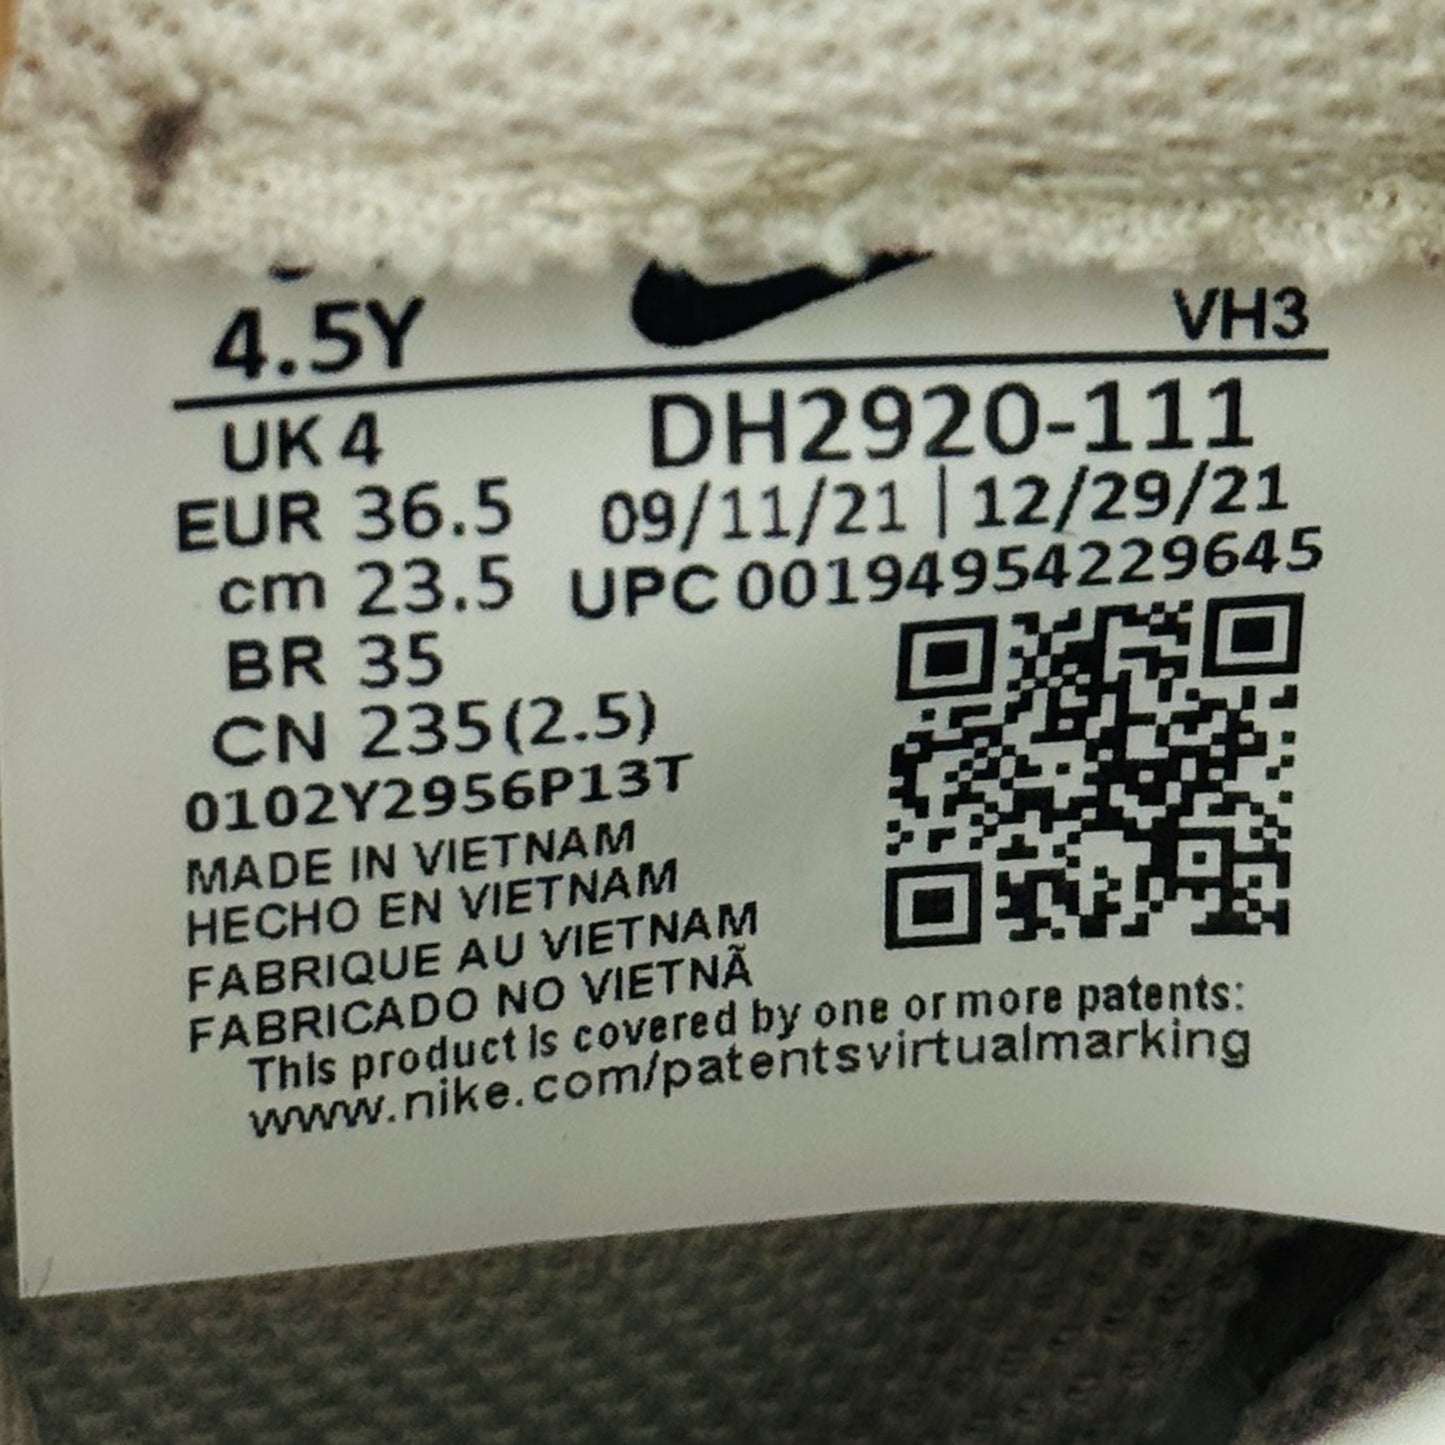 4.5Y VH3
UK 4 DH2920-111
EUR 36.5 09/11/21 | 12/29/21
cm 23.5 UPC 00194954229645
BR 35
CN 235(2.5)
0102Y2956P13T
MADE IN VIETNAM
HECHO EN VIETNAM
FABRIQUE AU VIETNAM
FABRICADO NO VIETNÃ
This product is covered by one or more patents:
www.nike.com/patentsvirtualmarking